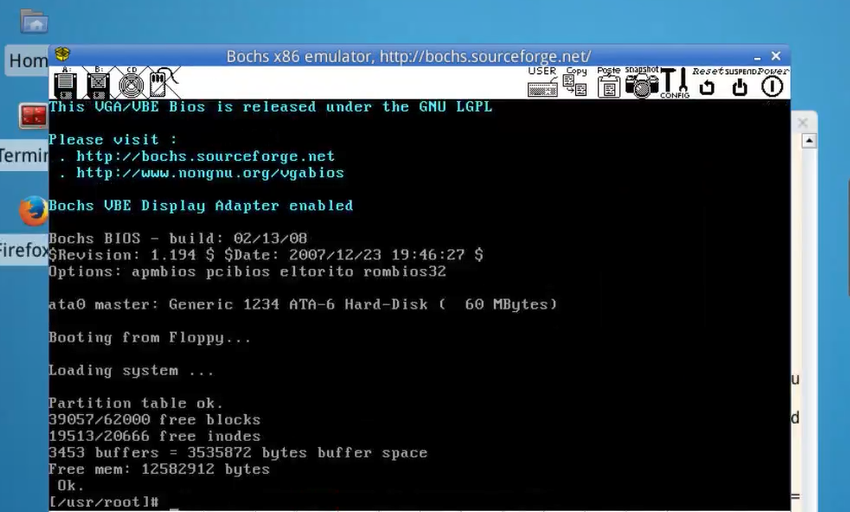 Hom
Termin
Firefox
Bochs x86 emulator, http://bochs.sourceforge.net/
A: B: CD USER Copy Paste snapshot CONFIG Reset SUSPEND Power
This VGA/VBE Bios is released under the GNU LGPL
Please visit :
. http://bochs.sourceforge.net
. http://www.nongnu.org/vgabios
Bochs VBE Display Adapter enabled
Bochs BIOS - build: 02/13/08
$Revision: 1.194 $ $Date: 2007/12/23 19:46:27 $
Options: apmbios pcibios eltorito rombios32
ata0 master: Generic 1234 ATA-6 Hard-Disk (  60 MBytes)
Booting from Floppy...
Loading system ...
Partition table ok.
39057/62000 free blocks
19513/20666 free inodes
3453 buffers = 3535872 bytes buffer space
Free mem: 12582912 bytes
Ok.
[/usr/root]# _
u
d
=